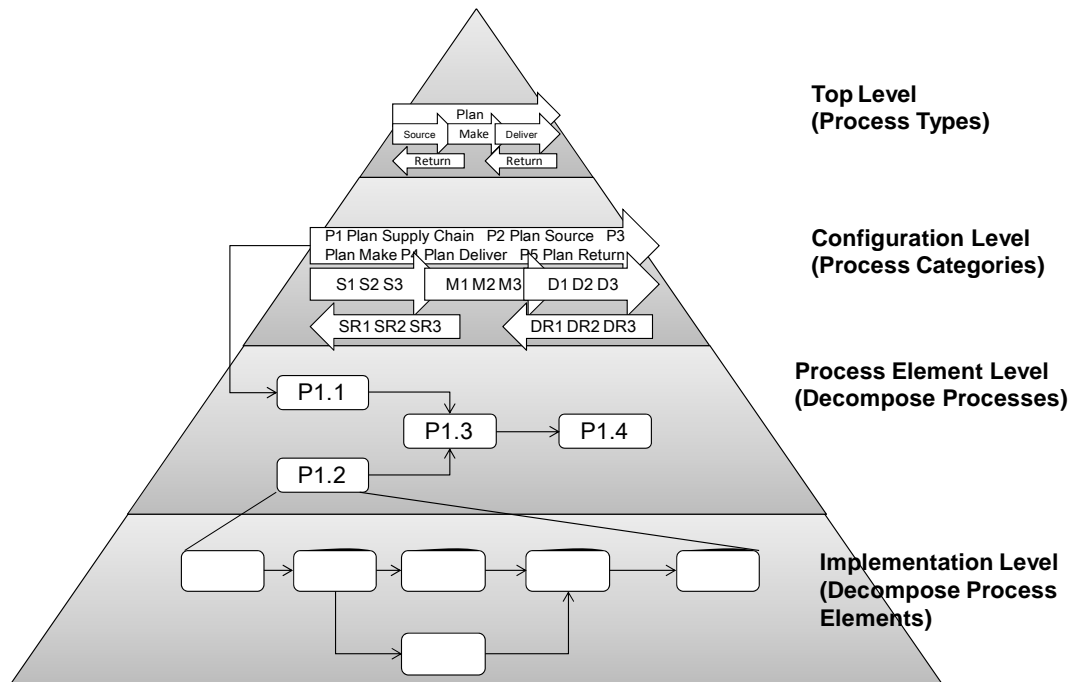 Top Level
(Process Types)
Plan
Source Make Deliver
Return Return
Configuration Level
(Process Categories)
P1 Plan Supply Chain P2 Plan Source P3
Plan Make P4 Plan Deliver P5 Plan Return
S1 S2 S3 M1 M2 M3 D1 D2 D3
SR1 SR2 SR3 DR1 DR2 DR3
Process Element Level
(Decompose Processes)
P1.1
P1.3 P1.4
P1.2
Implementation Level
(Decompose Process
Elements)